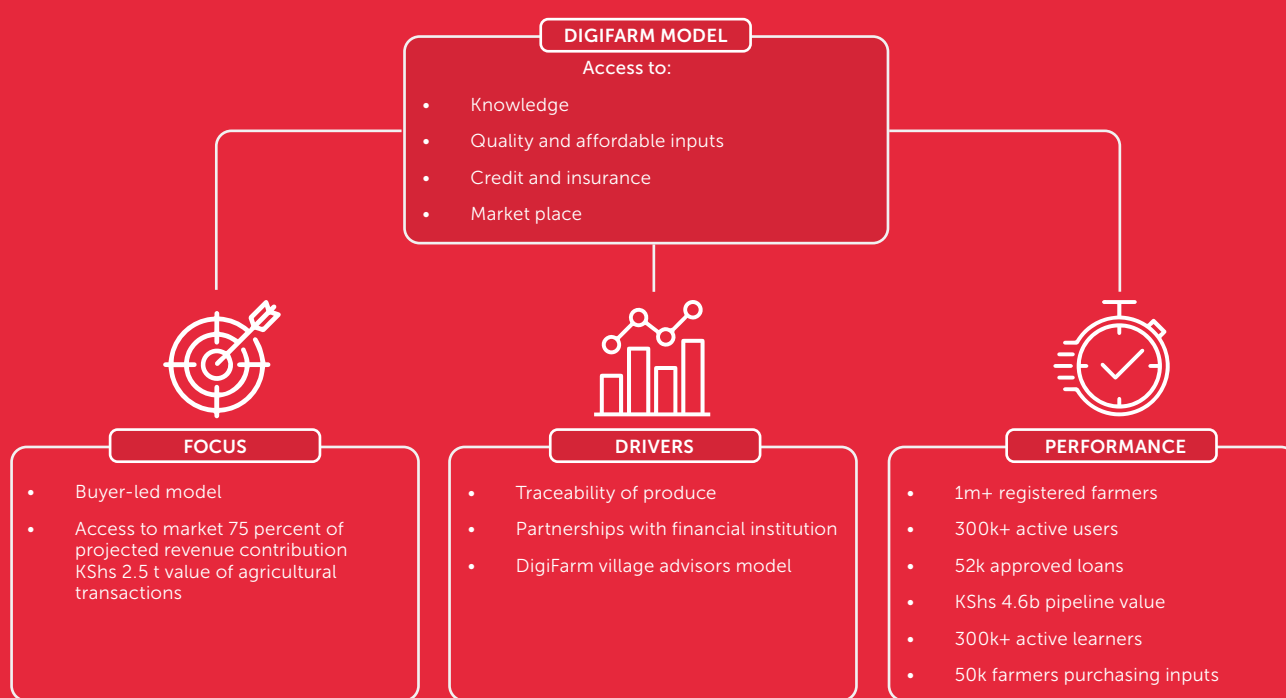 DIGIFARM MODEL
Access to:
• Knowledge
• Quality and affordable inputs
• Credit and insurance
• Market place
FOCUS
• Buyer-led model
• Access to market 75 percent of
projected revenue contribution
KShs 2.5 t value of agricultural
transactions
DRIVERS
• Traceability of produce
• Partnerships with financial institution
• DigiFarm village advisors model
PERFORMANCE
• 1m+ registered farmers
• 300k+ active users
• 52k approved loans
• KShs 4.6b pipeline value
• 300k+ active learners
• 50k farmers purchasing inputs